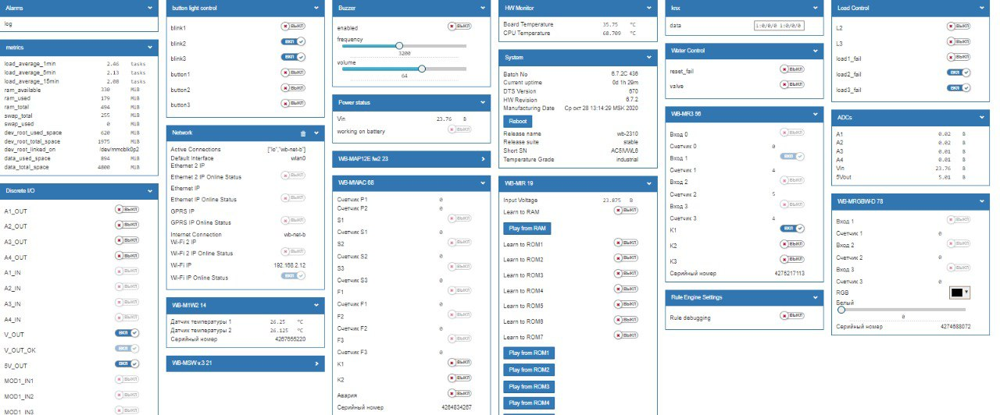 Alarms
log
metrics
load_average_1min 2.46 tasks
load_average_5min 2.13 tasks
load_average_15min 2.08 tasks
ram_available 330 MiB
ram_used 179 MiB
ram_total 494 MiB
swap_total 255 MiB
swap_used 0 MiB
dev_root_used_space 620 MiB
dev_root_total_space 1975 MiB
dev_root_linked_on /dev/mmcblk0p2
data_used_space 894 MiB
data_total_space 4800 MiB
Discrete I/O
A1_OUT ВЫКЛ
A2_OUT ВЫКЛ
A3_OUT ВЫКЛ
A4_OUT ВЫКЛ
A1_IN ВЫКЛ
A2_IN ВЫКЛ
A3_IN ВЫКЛ
A4_IN ВЫКЛ
V_OUT ВКЛ
V_OUT_OK ВКЛ
5V_OUT ВКЛ
MOD1_IN1 ВЫКЛ
MOD1_IN2 ВЫКЛ
MOD1_IN3 ВЫКЛ
button light control
blink1 ВЫКЛ
blink2 ВКЛ
blink3 ВКЛ
button1 ВЫКЛ
button2 ВЫКЛ
button3 ВЫКЛ
Network
Active Connections ["lo","wb-net-b"]
Default Interface wlan0
Ethernet 2 IP
Ethernet 2 IP Online Status ВЫКЛ
Ethernet IP
Ethernet IP Online Status ВЫКЛ
GPRS IP
GPRS IP Online Status ВЫКЛ
Internet Connection wb-net-b
Wi-Fi 2 IP
Wi-Fi 2 IP Online Status ВЫКЛ
Wi-Fi IP 192.168.2.12
Wi-Fi IP Online Status ВКЛ
WB-M1W2 14
Датчик температуры 1 26.25 °C
Датчик температуры 2 26.125 °C
Серийный номер 4267666220
WB-MSW v.3 21
Buzzer
enabled ВЫКЛ
frequency
3200
volume
64
Power status
Vin 23.76 В
working on battery ВЫКЛ
WB-MAP12E fw2 23
WB-MWAC 66
Счетчик P1 0
Счетчик P2 0
S1 ВЫКЛ
Счетчик S1 0
S2 ВЫКЛ
Счетчик S2 0
S3 ВЫКЛ
Счетчик S3 0
F1 ВЫКЛ
Счетчик F1 0
F2 ВЫКЛ
Счетчик F2 0
F3 ВЫКЛ
Счетчик F3 0
K1 ВЫКЛ
K2 ВЫКЛ
Авария ВЫКЛ
Серийный номер 4264834267
HW Monitor
Board Temperature 35.75 °C
CPU Temperature 68.709 °C
System
Batch No 6.7.2C 436
Current uptime 0d 1h 29m
DTS Version 670
HW Revision 6.7.2
Manufacturing Date Ср окт 28 13:14:29 MSK 2020
Reboot
Release name wb-2310
Release suite stable
Short SN AC5IVWL6
Temperature Grade industrial
WB-MIR 19
Input Voltage 23.875 В
Learn to RAM ВЫКЛ
Play from RAM
Learn to ROM1 ВЫКЛ
Learn to ROM2 ВЫКЛ
Learn to ROM3 ВЫКЛ
Learn to ROM4 ВЫКЛ
Learn to ROM5 ВЫКЛ
Learn to ROM6 ВЫКЛ
Learn to ROM7 ВЫКЛ
Play from ROM1
Play from ROM2
Play from ROM3
Play from ROM4
knx
data i:0/0/0 i:0/0/0
Water Control
reset_fail ВЫКЛ
valve ВЫКЛ
WB-MR3 56
Вход 0 ВЫКЛ
Счетчик 0 0
Вход 1 ВКЛ
Счетчик 1 4
Вход 2 ВЫКЛ
Счетчик 2 5
Вход 3 ВЫКЛ
Счетчик 3 4
K1 ВКЛ
K2 ВЫКЛ
K3 ВЫКЛ
Серийный номер 4275217113
Rule Engine Settings
Rule debugging ВЫКЛ
Load Control
L2 ВЫКЛ
L3 ВЫКЛ
load1_fail ВЫКЛ
load2_fail ВКЛ
load3_fail ВКЛ
ADCs
A1 0.02 В
A2 0.02 В
A3 0.01 В
A4 0.01 В
Vin 23.76 В
5Vout 5.01 В
WB-MRGBW-D 78
Вход 1 ВЫКЛ
Счетчик 1 0
Вход 2 ВЫКЛ
Счетчик 2 0
Вход 3 ВЫКЛ
Счетчик 3 0
RGB
Белый
0
Серийный номер 4274688072